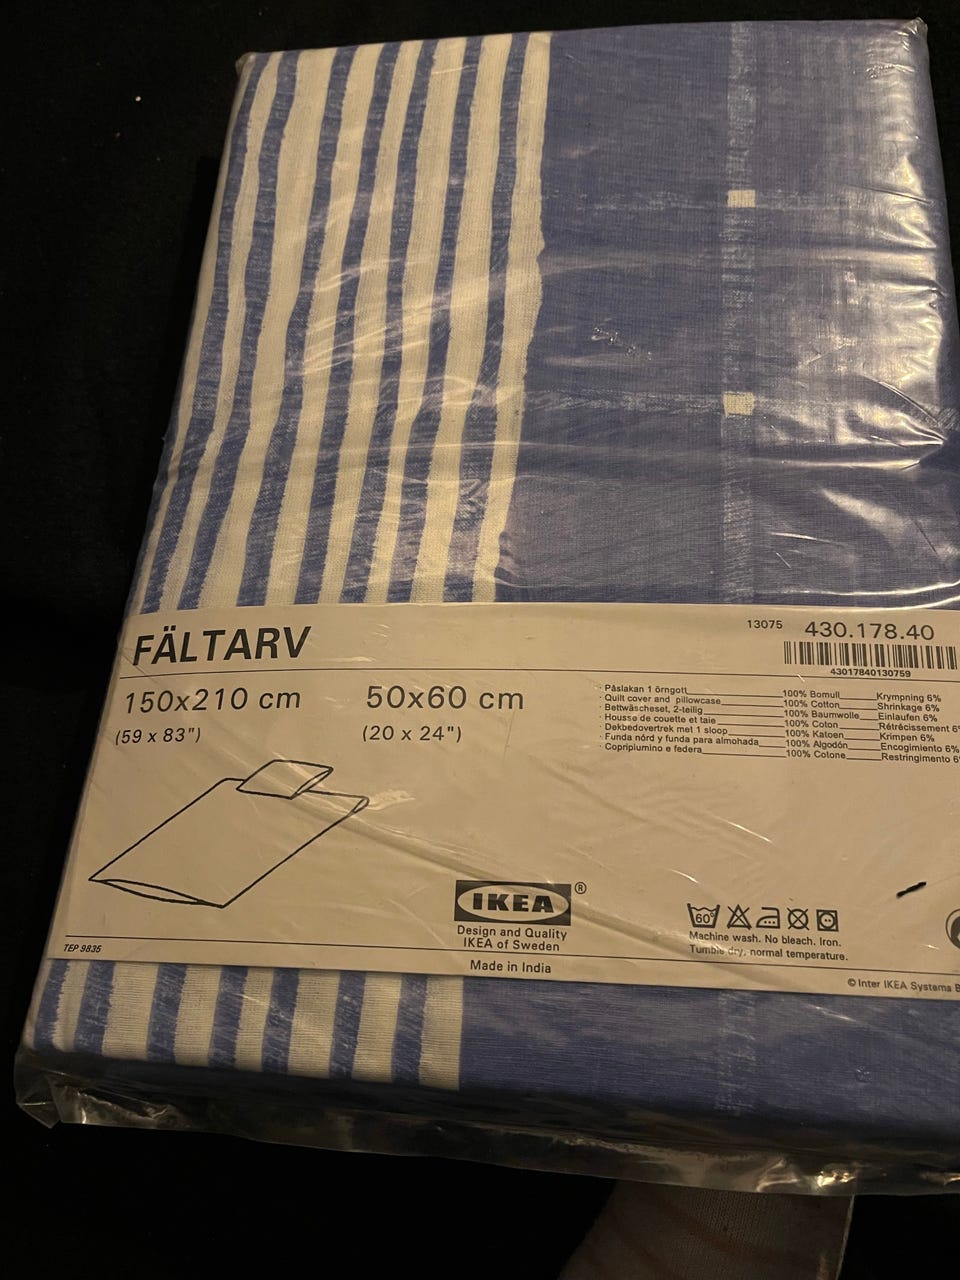 FÄLTARV
13075
430.178.40
43017840130759
150x210 cm
50x60 cm
(59 x 83")
(20 x 24")
· Påslakan 1 örngott 100% Bomull Krympning 6%
· Quilt cover and pillowcase 100% Cotton Shrinkage 6%
· Bettwäscheset, 2-teilig 100% Baumwolle Einlaufen 6%
· Housse de couette et taie 100% Coton Rétrécissement 6
· Dekbedovertrek met 1 sloop 100% Katoen Krimpen 6%
· Funda nórd y funda para almohada 100% Algodón Encogimiento 6%
· Copripiumino e federa 100% Cotone Restringimento 6
IKEA®
Design and Quality
IKEA of Sweden
Made in India
60°
Machine wash. No bleach. Iron.
Tumble dry, normal temperature.
TEP 9835
© Inter IKEA Systems B